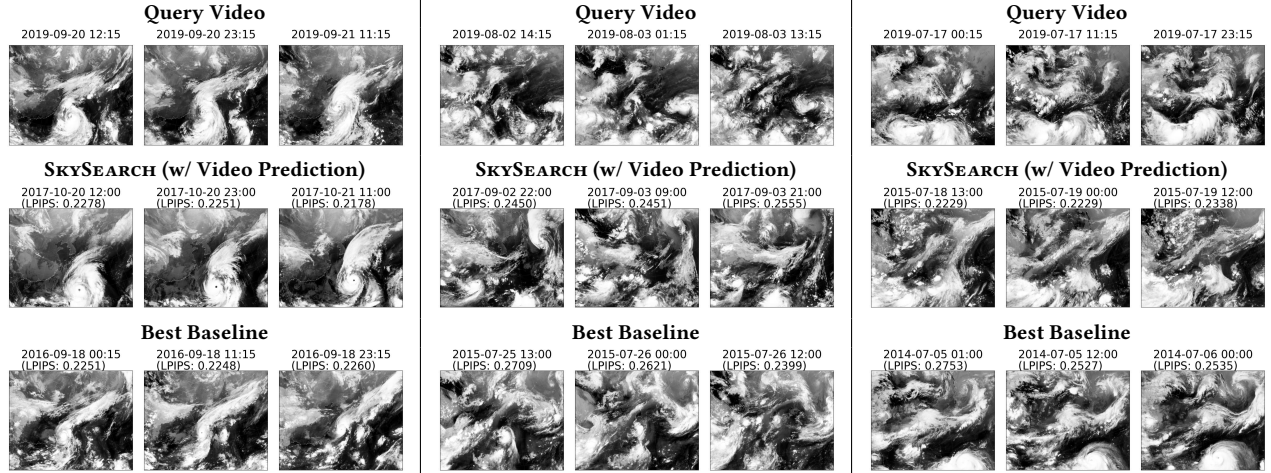 Query Video
2019-09-20 12:15 2019-09-20 23:15 2019-09-21 11:15
SKYSEARCH (w/ Video Prediction)
2017-10-20 12:00 2017-10-20 23:00 2017-10-21 11:00
(LPIPS: 0.2278) (LPIPS: 0.2251) (LPIPS: 0.2178)
Best Baseline
2016-09-18 00:15 2016-09-18 11:15 2016-09-18 23:15
(LPIPS: 0.2251) (LPIPS: 0.2248) (LPIPS: 0.2260)
Query Video
2019-08-02 14:15 2019-08-03 01:15 2019-08-03 13:15
SKYSEARCH (w/ Video Prediction)
2017-09-02 22:00 2017-09-03 09:00 2017-09-03 21:00
(LPIPS: 0.2450) (LPIPS: 0.2451) (LPIPS: 0.2555)
Best Baseline
2015-07-25 13:00 2015-07-26 00:00 2015-07-26 12:00
(LPIPS: 0.2709) (LPIPS: 0.2621) (LPIPS: 0.2399)
Query Video
2019-07-17 00:15 2019-07-17 11:15 2019-07-17 23:15
SKYSEARCH (w/ Video Prediction)
2015-07-18 13:00 2015-07-19 00:00 2015-07-19 12:00
(LPIPS: 0.2229) (LPIPS: 0.2229) (LPIPS: 0.2338)
Best Baseline
2014-07-05 01:00 2014-07-05 12:00 2014-07-06 00:00
(LPIPS: 0.2753) (LPIPS: 0.2527) (LPIPS: 0.2535)